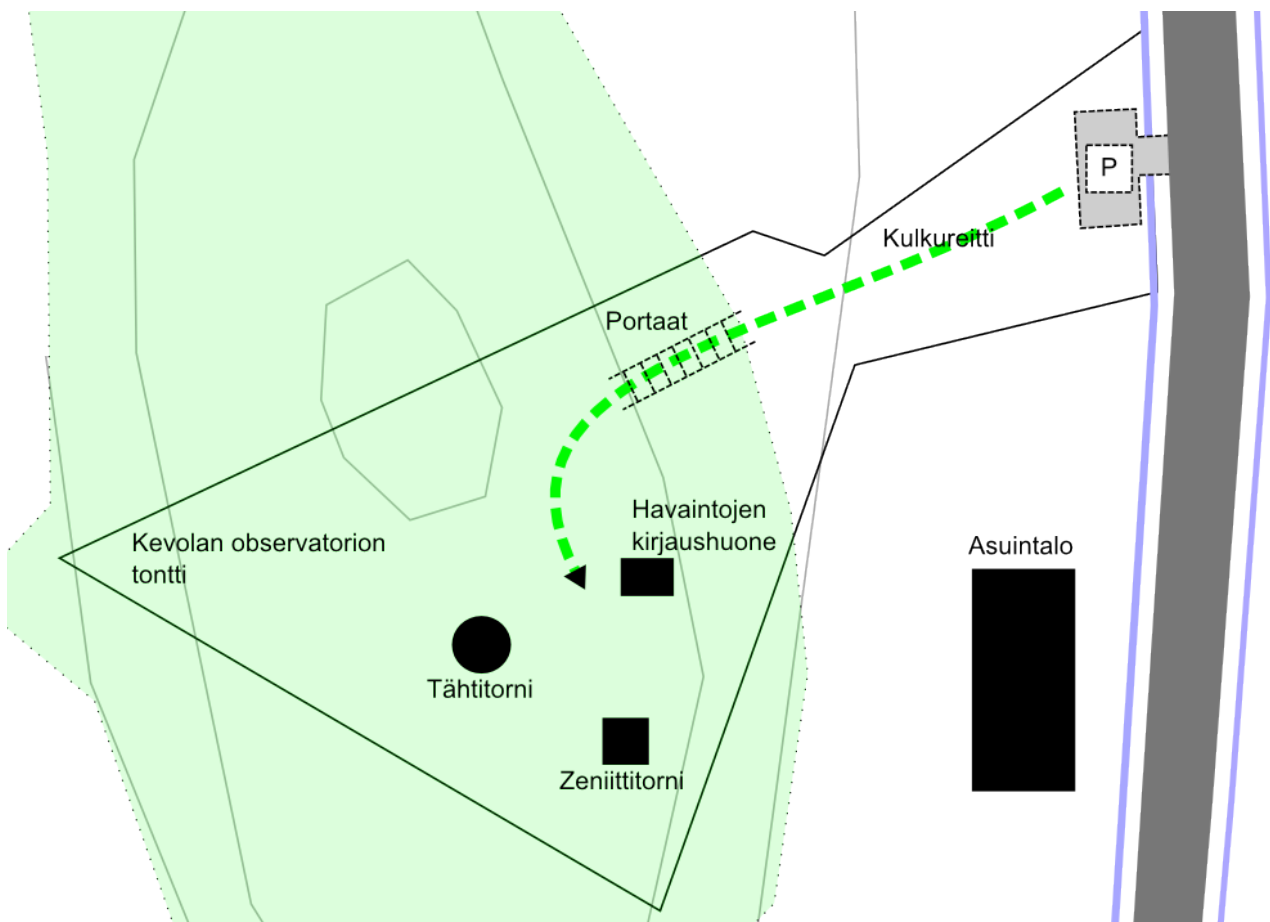 P
Kulkureitti
Portaat
Havaintojen
kirjaushuone
Kevolan observatorion
tontti
Asuintalo
Tähtitorni
Zeniittitorni